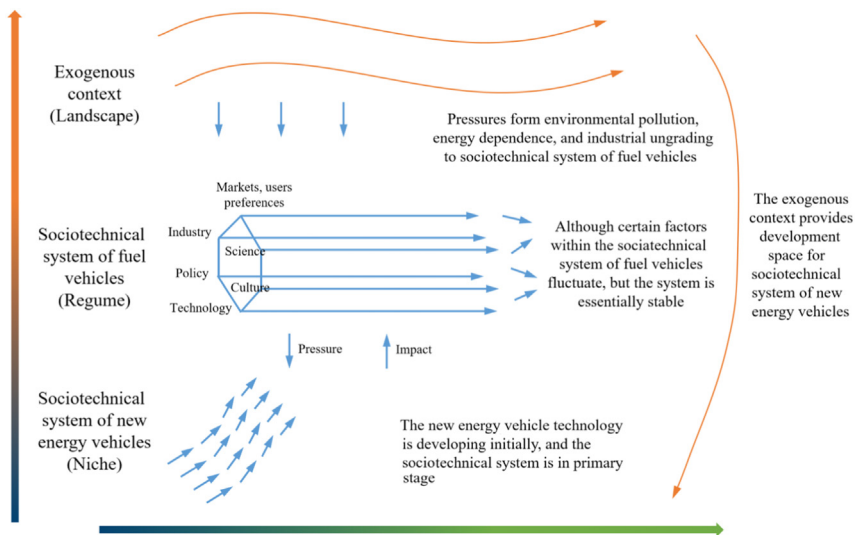 Exogenous
context
(Landscape)
Pressures form environmental pollution,
energy dependence, and industrial ungrading
to sociotechnical system of fuel vehicles
Markets, users
preferences
Industry
Science
Policy
Culture
Technology
Sociotechnical
system of fuel
vehicles
(Regume)
Although certain factors
within the sociatechnical
system of fuel vehicles
fluctuate, but the system is
essentially stable
The exogenous
context provides
development
space for
sociotechnical
system of new
energy vehicles
Pressure
Impact
Sociotechnical
system of new
energy vehicles
(Niche)
The new energy vehicle technology
is developing initially, and the
sociotechnical system is in primary
stage